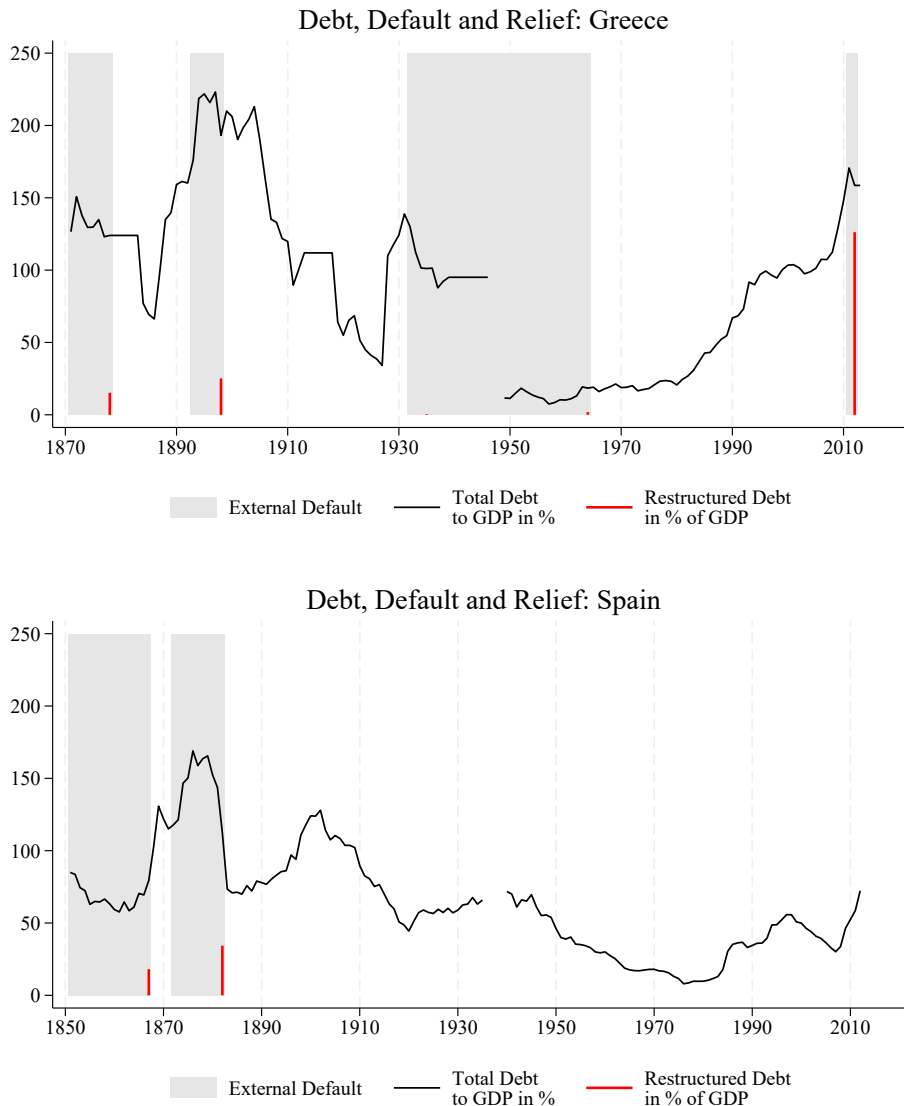 Debt, Default and Relief: Greece
250
200
150
100
50
0
1870 1890 1910 1930 1950 1970 1990 2010
External Default
Total Debt
to GDP in %
Restructured Debt
in % of GDP
Debt, Default and Relief: Spain
250
200
150
100
50
0
1850 1870 1890 1910 1930 1950 1970 1990 2010
External Default
Total Debt
to GDP in %
Restructured Debt
in % of GDP